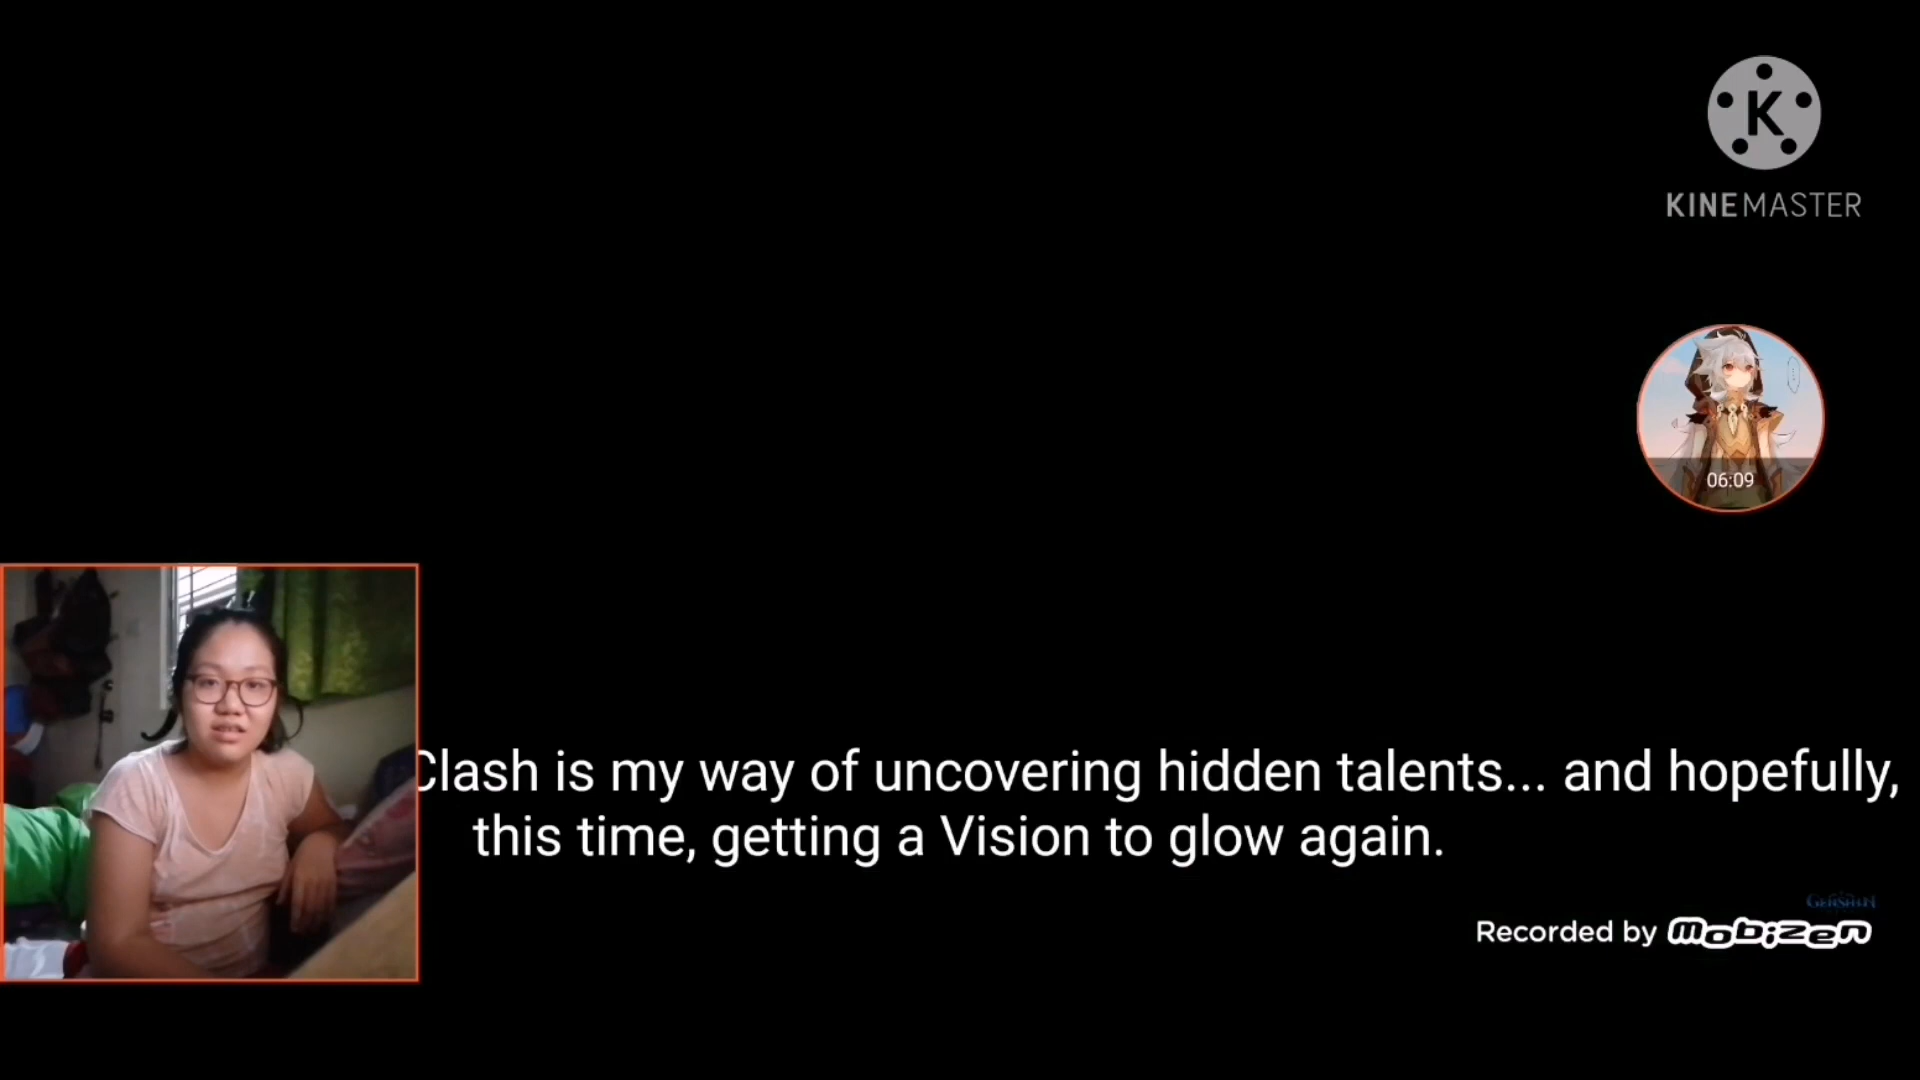 K
KINEMASTER
06:09
Clash is my way of uncovering hidden talents... and hopefully,
this time, getting a Vision to glow again.
GENSHIN
Recorded by mobizen